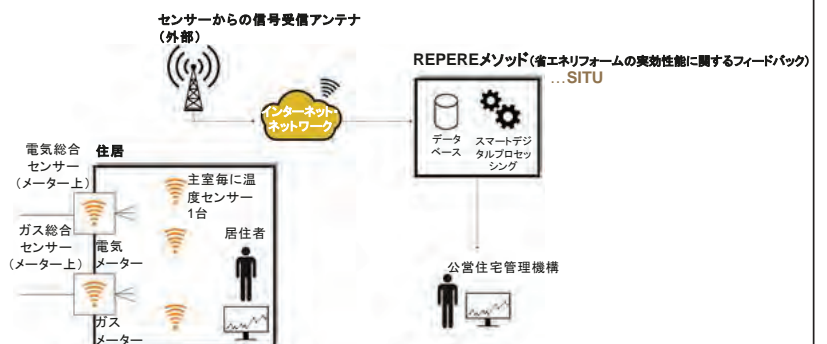 センサーからの信号受信アンテナ
（外部）
REPEREメソッド（省エネリフォームの実効性能に関するフィードバック）
…SITU
インターネット・
ネットワーク
データ
ベース
スマートデジ
タルプロセッ
シング
電気総合
センサー
（メーター上）
住居
主室毎に温
度センサー
1台
ガス総合
センサー
（メーター上）
電気
メーター
居住者
公営住宅管理機構
ガス
メーター